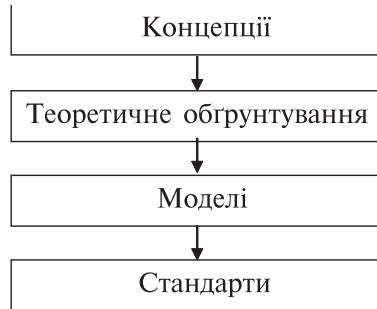 Концепції
Теоретичне обґрунтування
Моделі
Стандарти